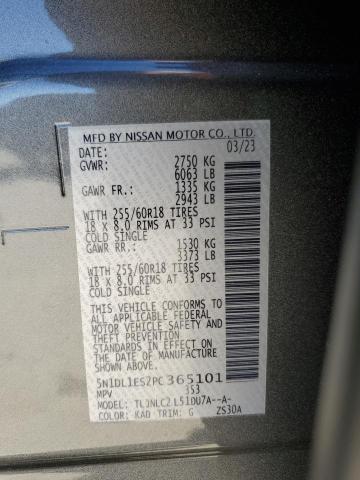 MFD BY NISSAN MOTOR CO., LTD.
DATE: 03/23
GVWR: 2750 KG
6063 LB
GAWR FR.: 1335 KG
2943 LB
WITH 255/60R18 TIRES
18 X 8.0 RIMS AT 33 PSI
COLD SINGLE
GAWR RR.: 1530 KG
3373 LB
WITH 255/60R18 TIRES
18 X 8.0 RIMS AT 33 PSI
COLD SINGLE
THIS VEHICLE CONFORMS TO
ALL APPLICABLE FEDERAL
MOTOR VEHICLE SAFETY AND
THEFT PREVENTION
STANDARDS IN EFFECT ON
THE DATE OF MANUFACTURE
SHOWN ABOVE.
5N1DL1ES2PC365101
MPV 353
MODEL:
COLOR: KAD TRIM: G ZS30A